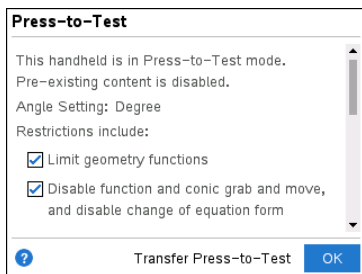 Press-to-Test
This handheld is in Press-to-Test mode.
Pre-existing content is disabled.
Angle Setting: Degree
Restrictions include:
Limit geometry functions
Disable function and conic grab and move,
and disable change of equation form
? Transfer Press-to-Test OK